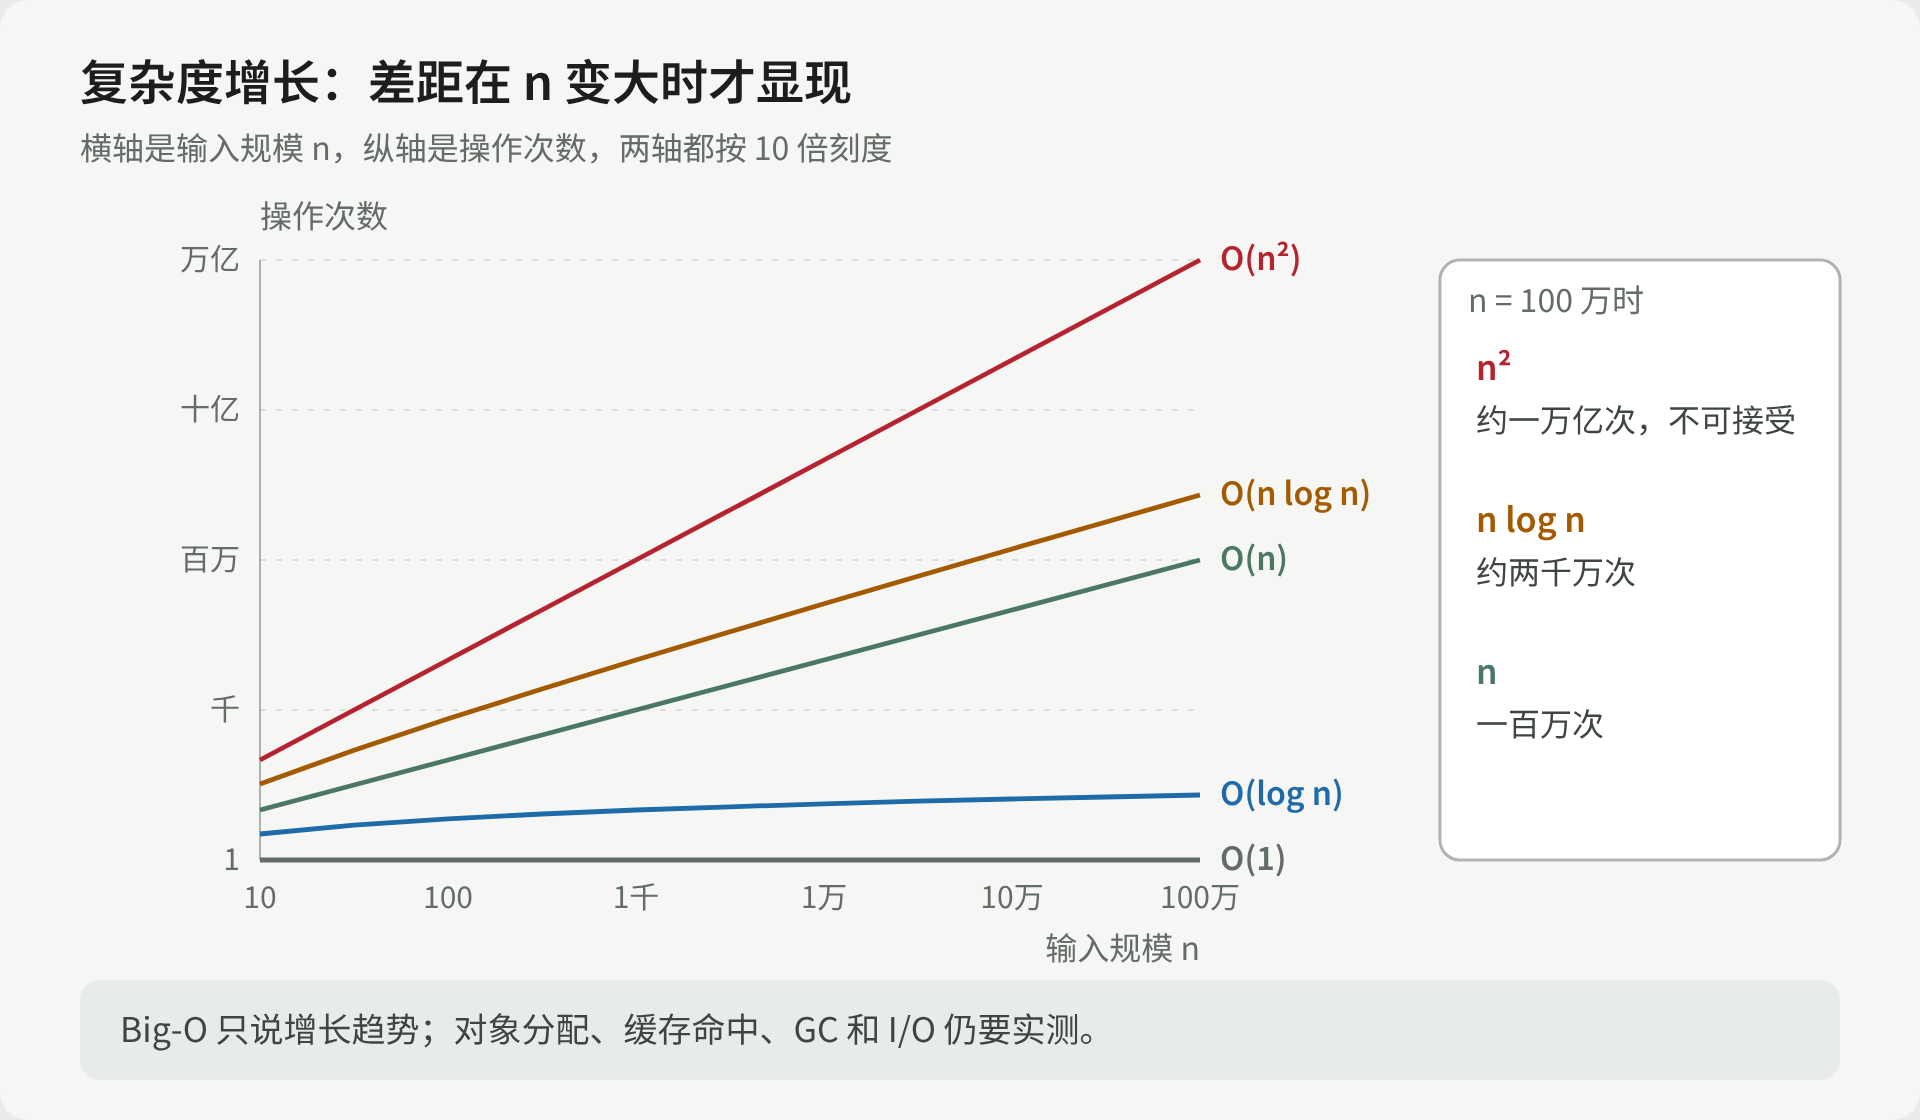 复杂度增长：差距在 n 变大时才显现
横轴是输入规模 n，纵轴是操作次数，两轴都按 10 倍刻度
操作次数
万亿
十亿
百万
千
1
10
100
1千
1万
10万
100万
输入规模 n
O(n²)
O(n log n)
O(n)
O(log n)
O(1)
n = 100 万时
n²
约一万亿次，不可接受
n log n
约两千万次
n
一百万次
Big-O 只说增长趋势；对象分配、缓存命中、GC 和 I/O 仍要实测。